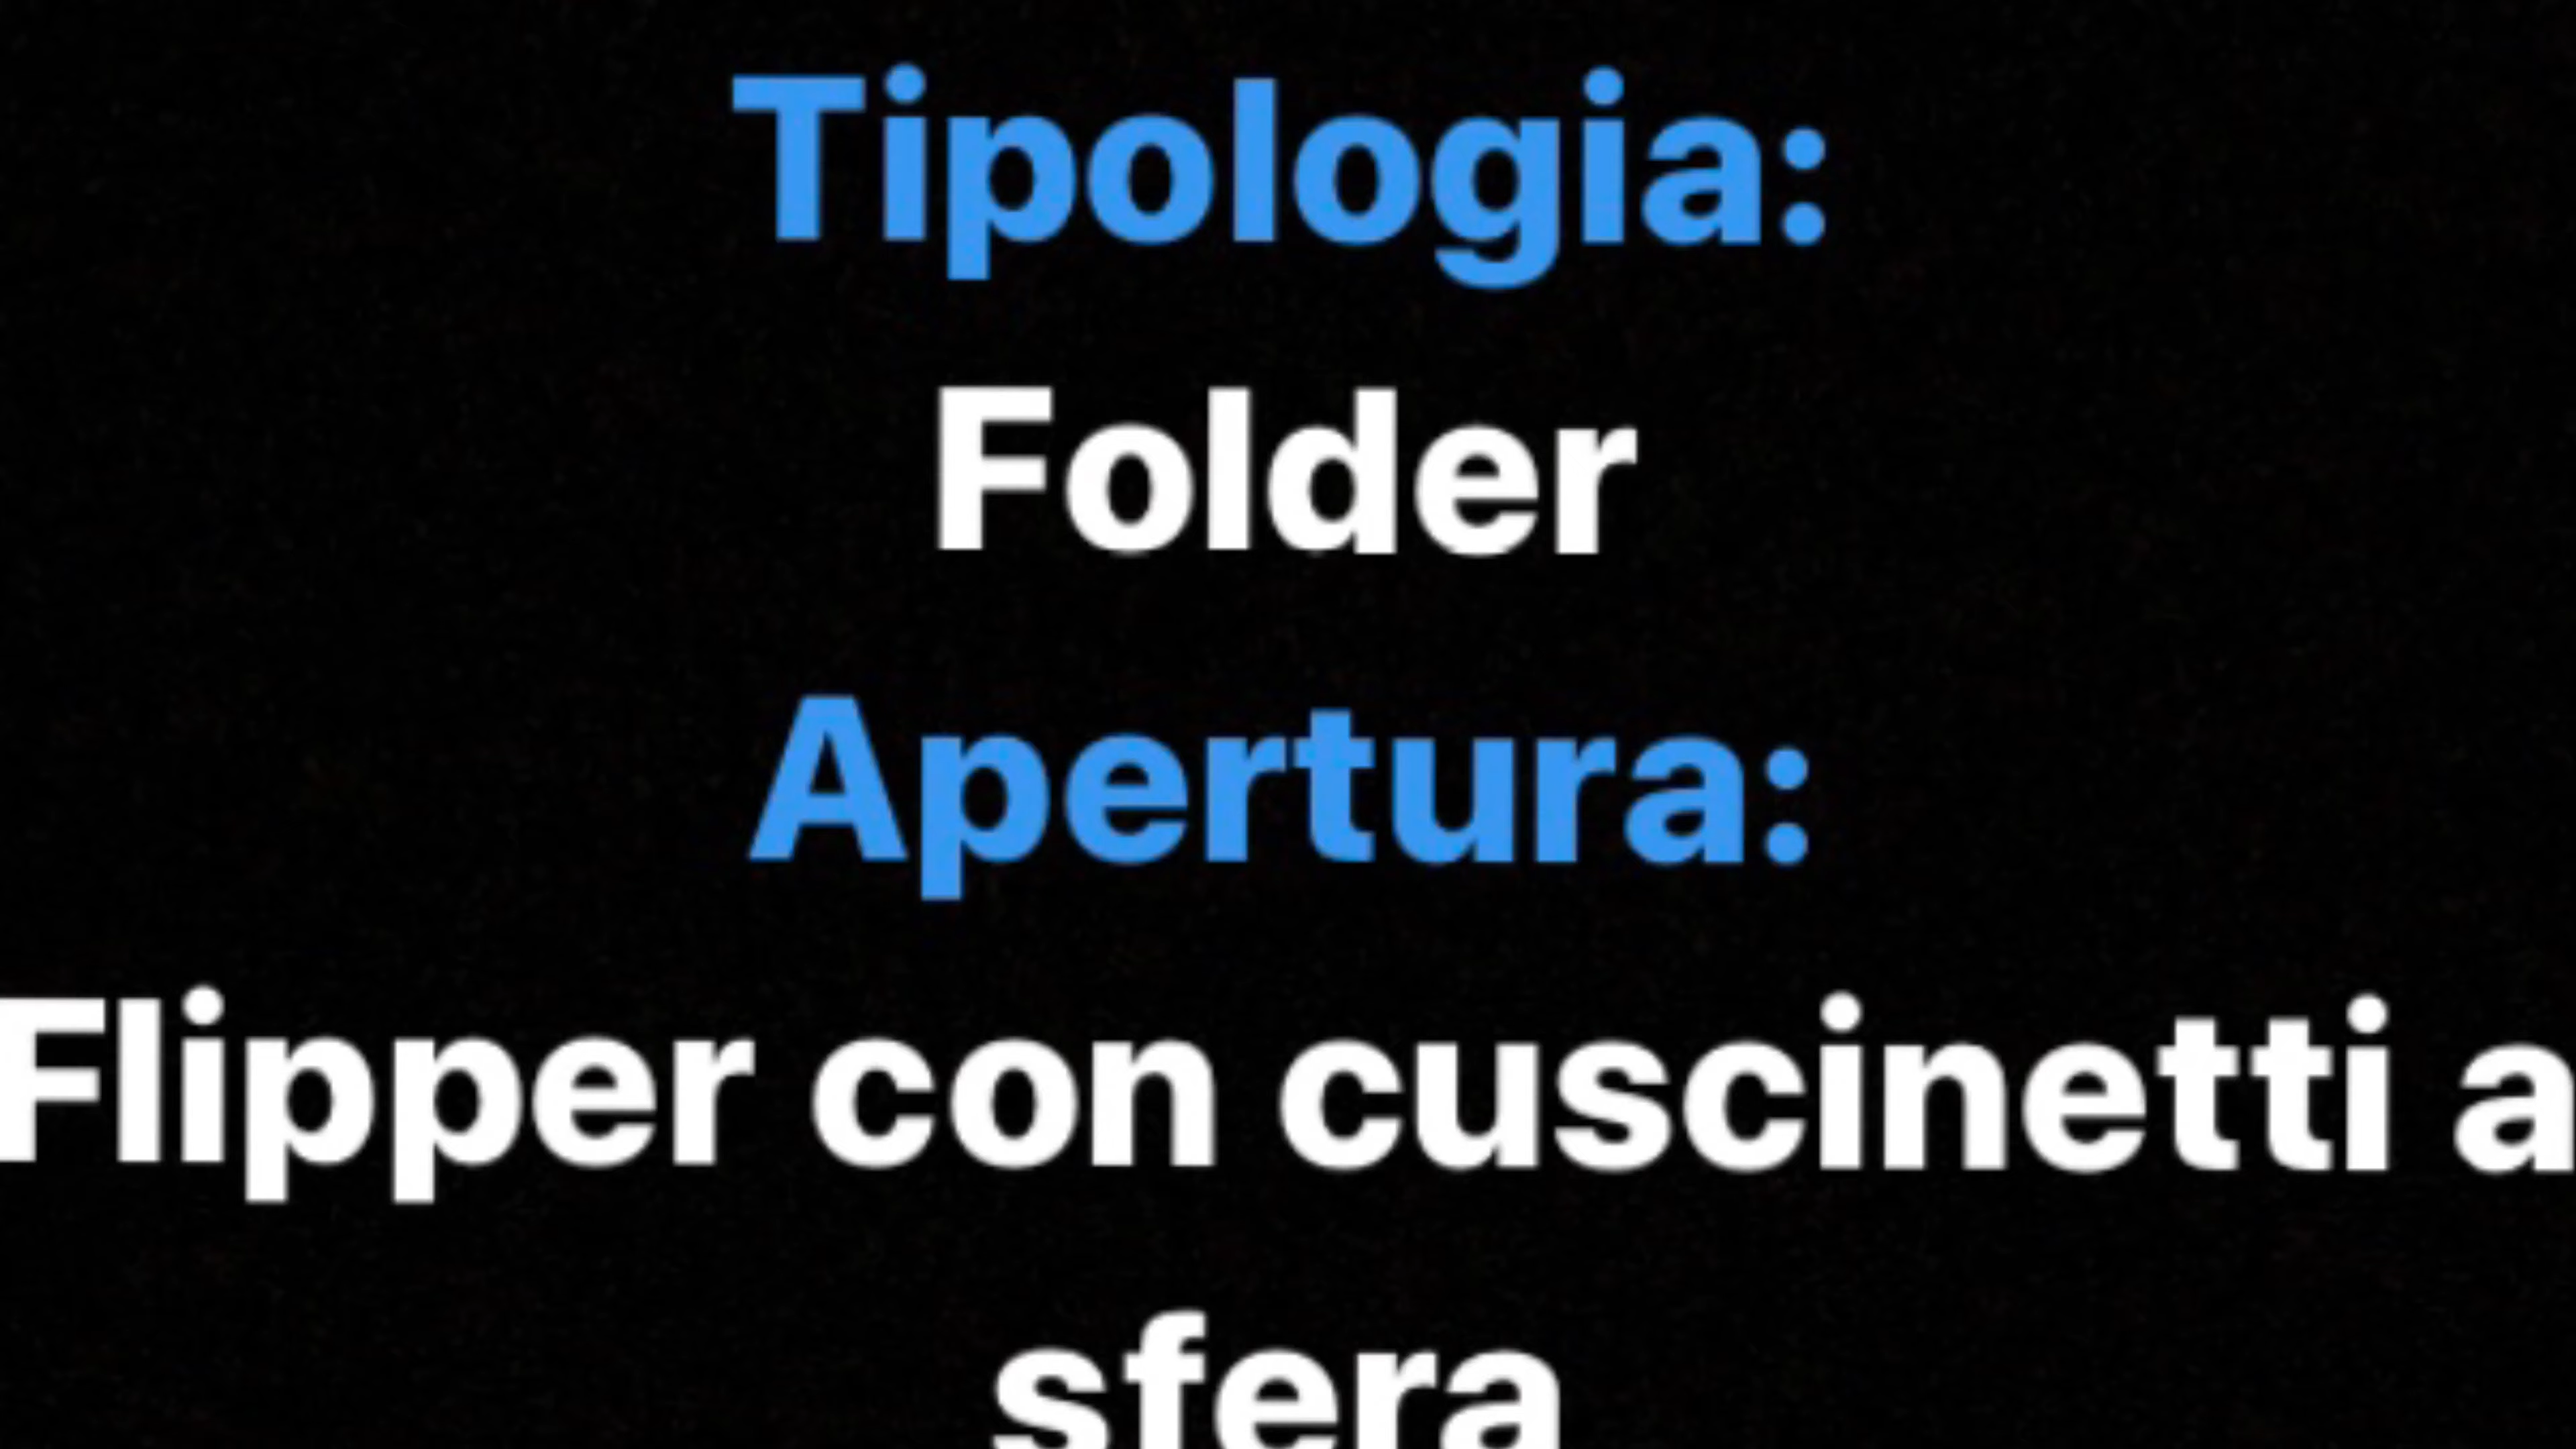 Tipologia:
Folder
Apertura:
Flipper con cuscinetti a
sfera